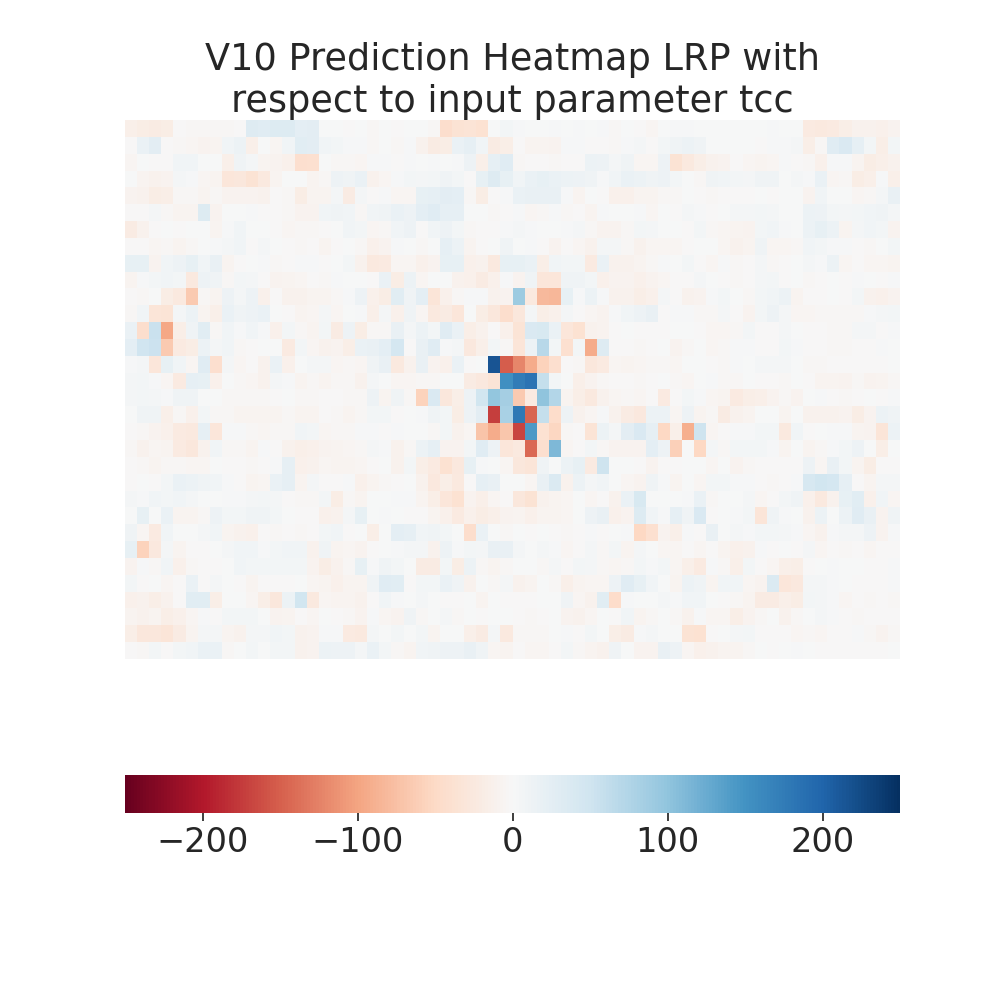 V10 Prediction Heatmap LRP with
respect to input parameter tcc
−200 −100 0 100 200